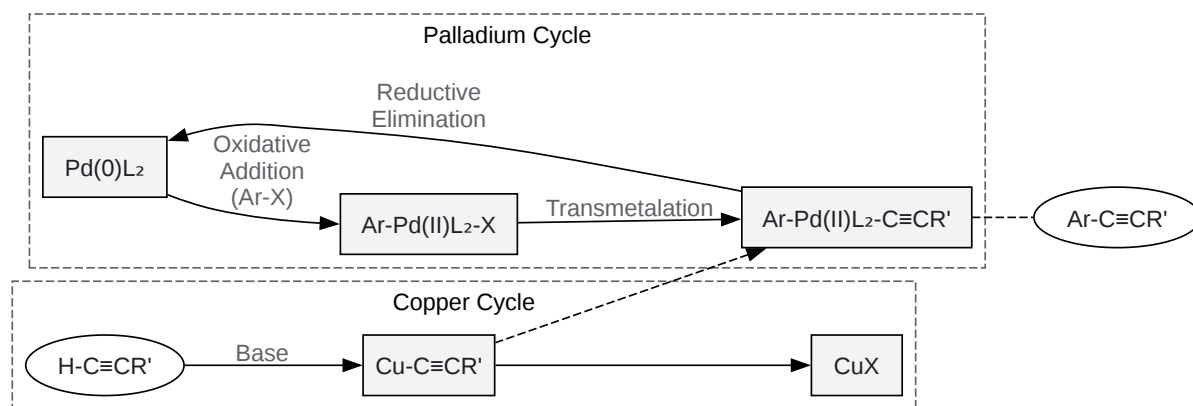 Palladium Cycle
Reductive
Elimination
Pd(0)L₂
Oxidative
Addition
(Ar-X)
Ar-Pd(II)L₂-X
Transmetalation
Ar-Pd(II)L₂-C≡CR'
Ar-C≡CR'
Copper Cycle
H-C≡CR'
Base
Cu-C≡CR'
CuX